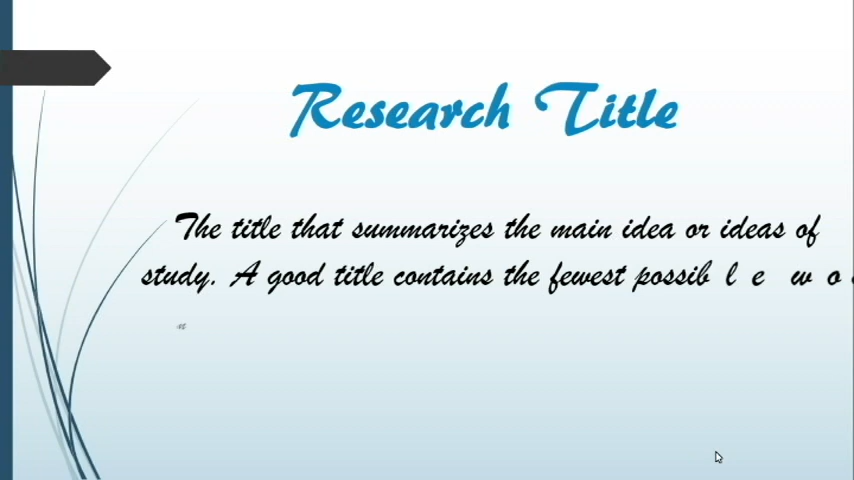 Research Title
The title that summarizes the main idea or ideas of
study. A good title contains the fewest possib l e w o